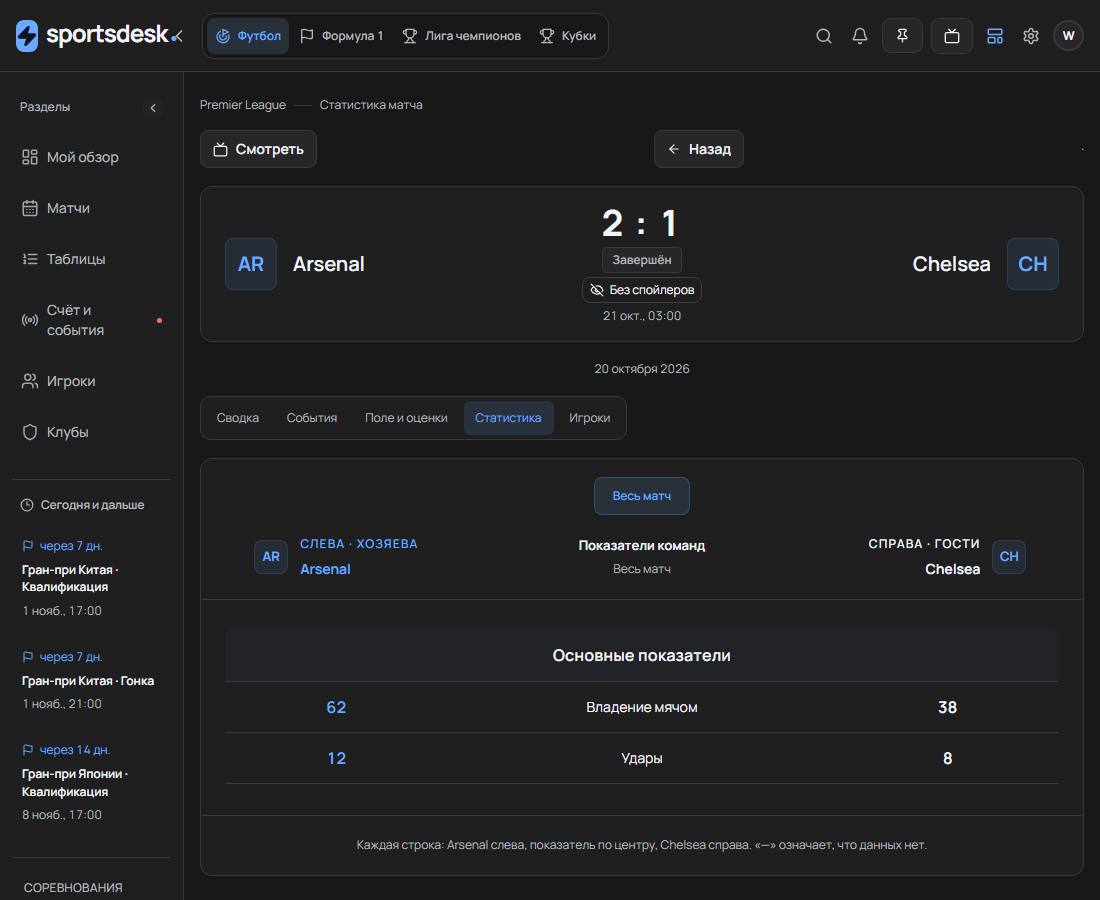 sportsdesk.
Футбол
Формула 1
Лига чемпионов
Кубки
W
Разделы
Мой обзор
Матчи
Таблицы
Счёт и
события
Игроки
Клубы
Сегодня и дальше
через 7 дн.
Гран-при Китая ·
Квалификация
1 нояб., 17:00
через 7 дн.
Гран-при Китая · Гонка
1 нояб., 21:00
через 14 дн.
Гран-при Японии ·
Квалификация
8 нояб., 17:00
СОРЕВНОВАНИЯ
Premier League — Статистика матча
Смотреть
Назад
AR
Arsenal
2 : 1
Завершён
Без спойлеров
21 окт., 03:00
Chelsea
CH
20 октября 2026
Сводка
События
Поле и оценки
Статистика
Игроки
Весь матч
AR
СЛЕВА · ХОЗЯЕВА
Arsenal
Показатели команд
Весь матч
СПРАВА · ГОСТИ
Chelsea
CH
Основные показатели
62 Владение мячом 38
12 Удары 8
Каждая строка: Arsenal слева, показатель по центру, Chelsea справа. «—» означает, что данных нет.